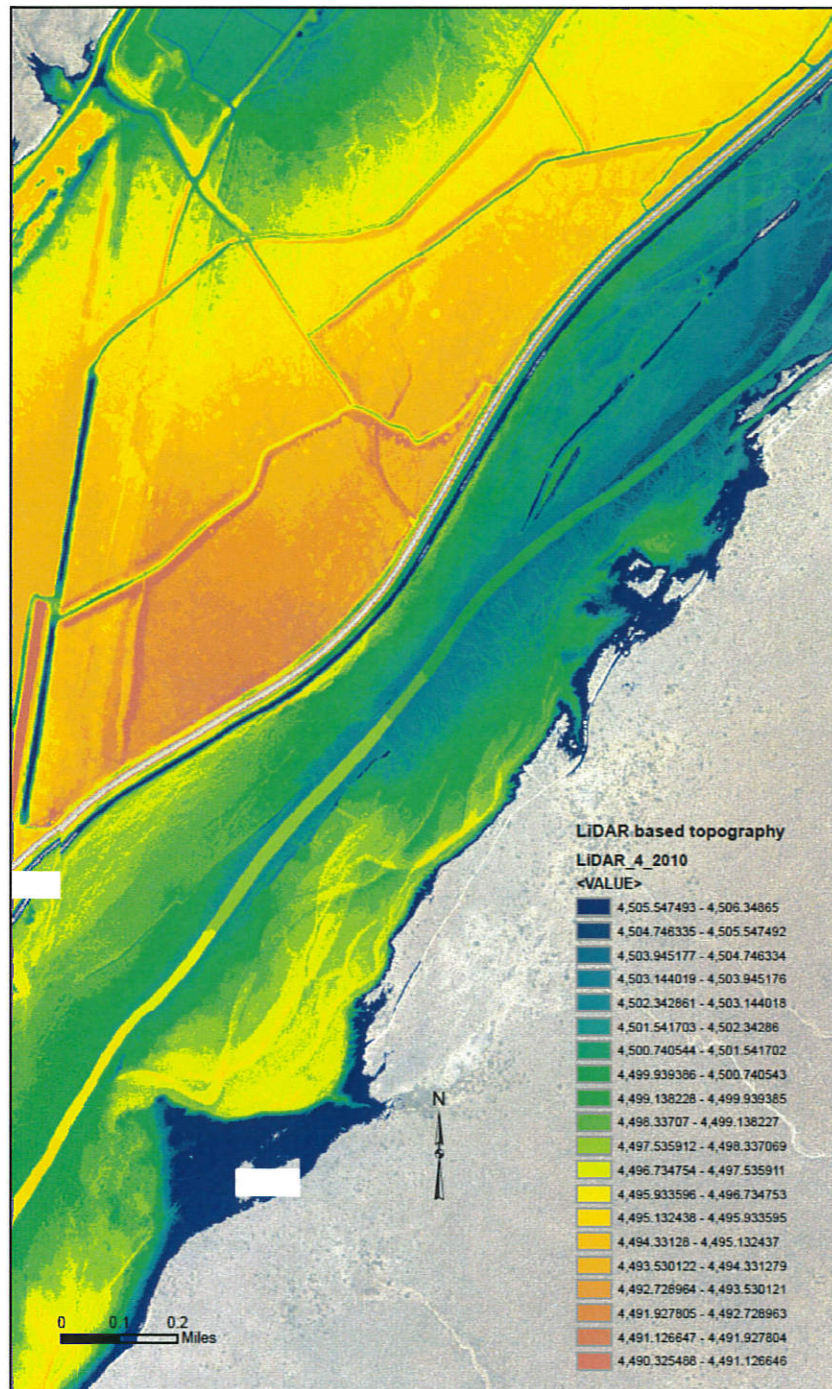 LiDAR based topography
LiDAR_4_2010
<VALUE>
4,505.547493 - 4,506.34865
4,504.746335 - 4,505.547492
4,503.945177 - 4,504.746334
4,503.144019 - 4,503.945176
4,502.342861 - 4,503.144018
4,501.541703 - 4,502.34286
4,500.740544 - 4,501.541702
4,499.939386 - 4,500.740543
4,499.138228 - 4,499.939385
4,498.33707 - 4,499.138227
4,497.535912 - 4,498.337069
4,496.734754 - 4,497.535911
4,495.933596 - 4,496.734753
4,495.132438 - 4,495.933595
4,494.33128 - 4,495.132437
4,493.530122 - 4,494.331279
4,492.728964 - 4,493.530121
4,491.927805 - 4,492.728963
4,491.126647 - 4,491.927804
4,490.325488 - 4,491.126646
N
0 0.1 0.2
Miles